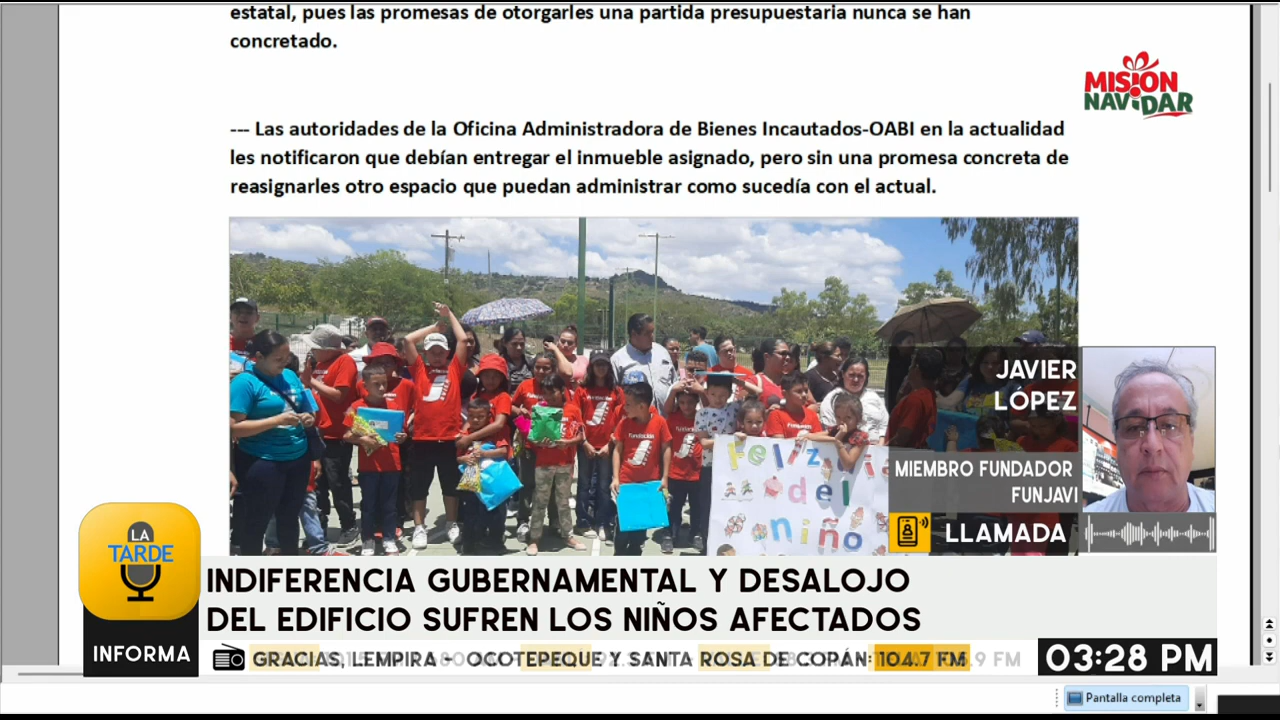 estatal, pues las promesas de otorgarles una partida presupuestaria nunca se han
concretado.
MISION
NAVIDAR
--- Las autoridades de la Oficina Administradora de Bienes Incautados-OABI en la actualidad
les notificaron que debían entregar el inmueble asignado, pero sin una promesa concreta de
reasignarles otro espacio que puedan administrar como sucedía con el actual.
Feliz
del
niño
JAVIER
LÓPEZ
MIEMBRO FUNDADOR
FUNJAVI
LLAMADA
LA
TARDE
INFORMA
INDIFERENCIA GUBERNAMENTAL Y DESALOJO
DEL EDIFICIO SUFREN LOS NIÑOS AFECTADOS
GRACIAS, LEMPIRA - OCOTEPEQUE Y SANTA ROSA DE COPÁN: 104.7 FM
03:28 PM
Pantalla completa